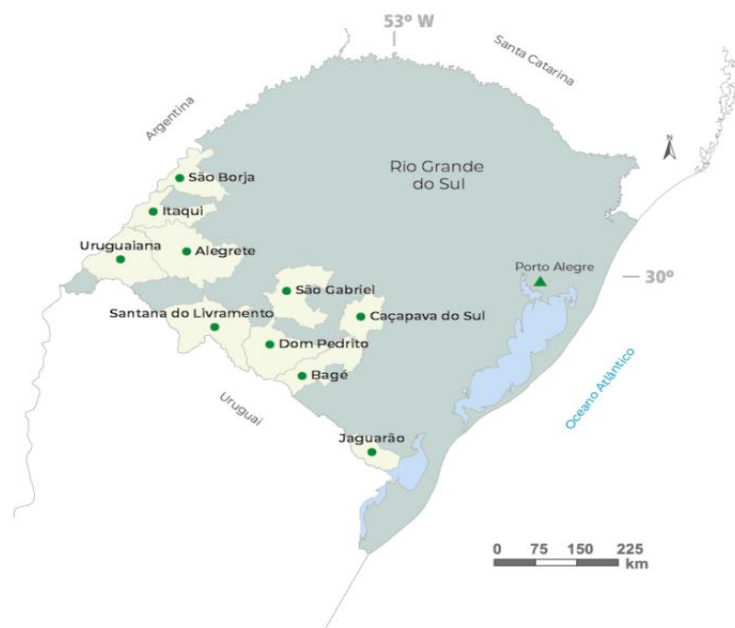 53º W
Santa Catarina
Argentina
N
Rio Grande
do Sul
São Borja
Itaqui
Uruguaiana
Alegrete
Porto Alegre
30º
São Gabriel
Santana do Livramento
Caçapava do Sul
Dom Pedrito
Bagé
Oceano Atlântico
Uruguai
Jaguarão
0 75 150 225
km